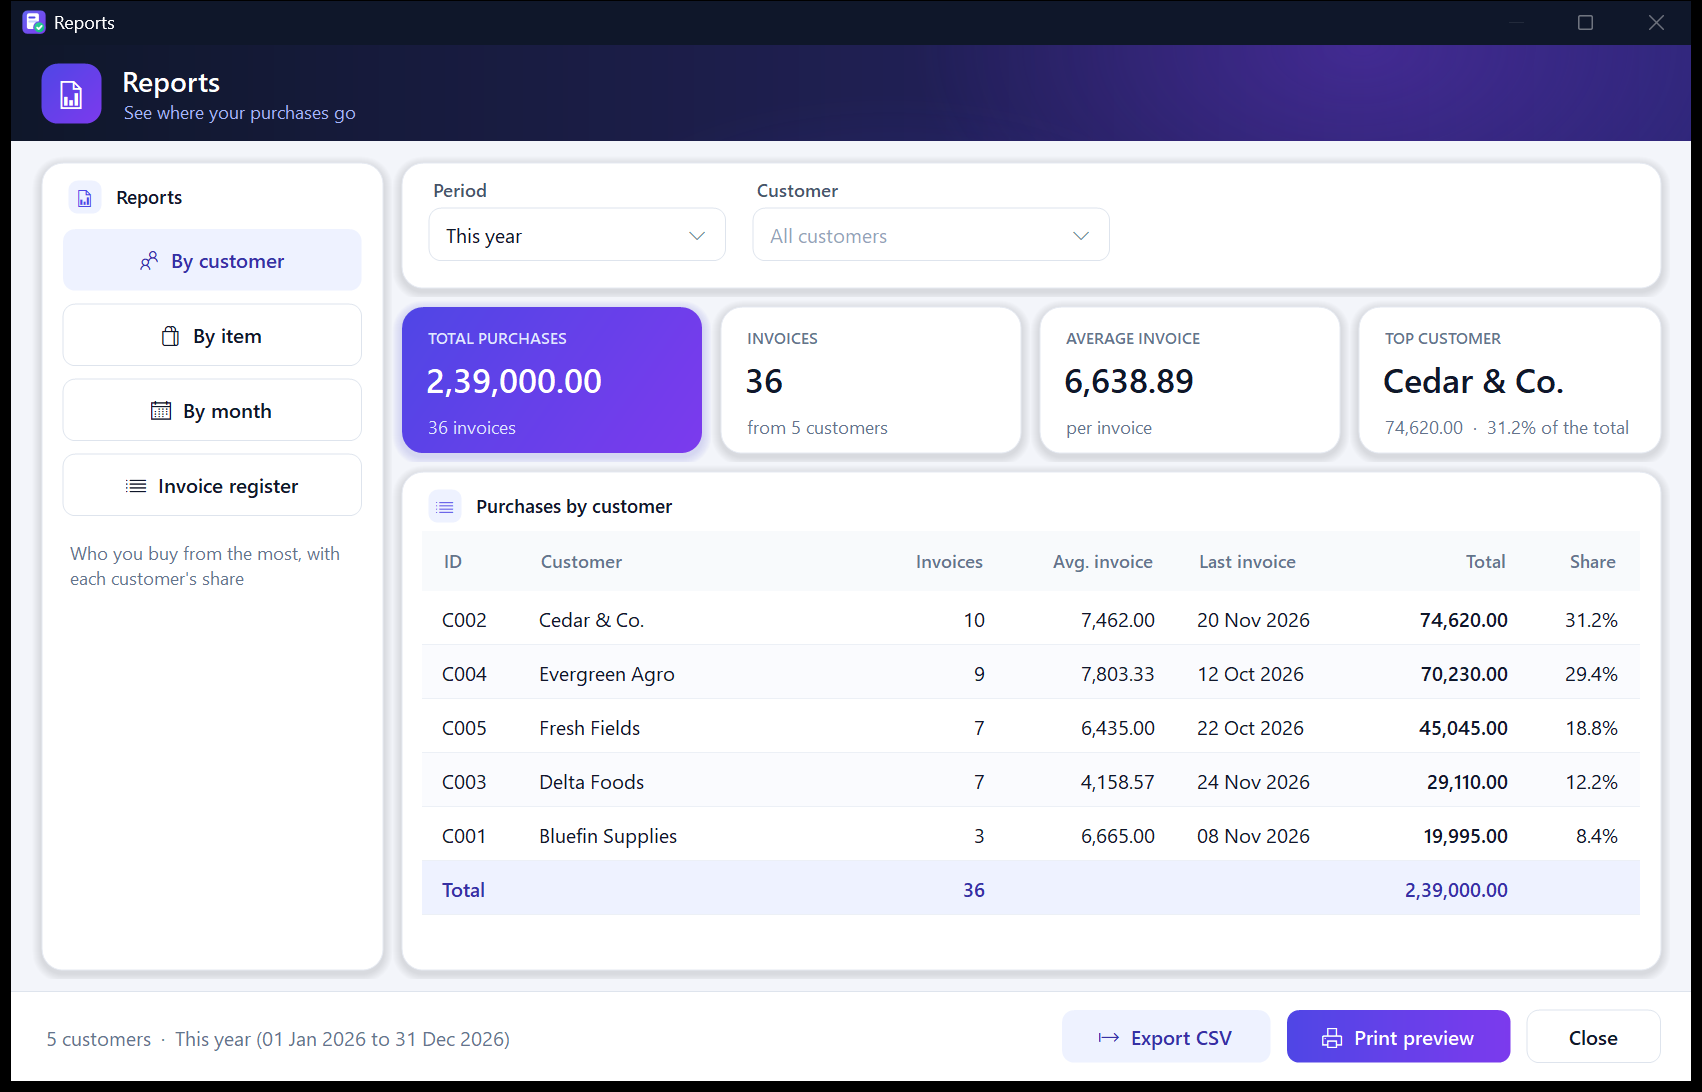 Reports
Reports
See where your purchases go
Reports
By customer
By item
By month
Invoice register
Who you buy from the most, with
each customer's share
Period
Customer
This year
All customers
TOTAL PURCHASES
2,39,000.00
36 invoices
INVOICES
36
from 5 customers
AVERAGE INVOICE
6,638.89
per invoice
TOP CUSTOMER
Cedar & Co.
74,620.00 · 31.2% of the total
Purchases by customer
ID Customer Invoices Avg. invoice Last invoice Total Share
C002 Cedar & Co. 10 7,462.00 20 Nov 2026 74,620.00 31.2%
C004 Evergreen Agro 9 7,803.33 12 Oct 2026 70,230.00 29.4%
C005 Fresh Fields 7 6,435.00 22 Oct 2026 45,045.00 18.8%
C003 Delta Foods 7 4,158.57 24 Nov 2026 29,110.00 12.2%
C001 Bluefin Supplies 3 6,665.00 08 Nov 2026 19,995.00 8.4%
Total 36 2,39,000.00
5 customers · This year (01 Jan 2026 to 31 Dec 2026)
Export CSV
Print preview
Close